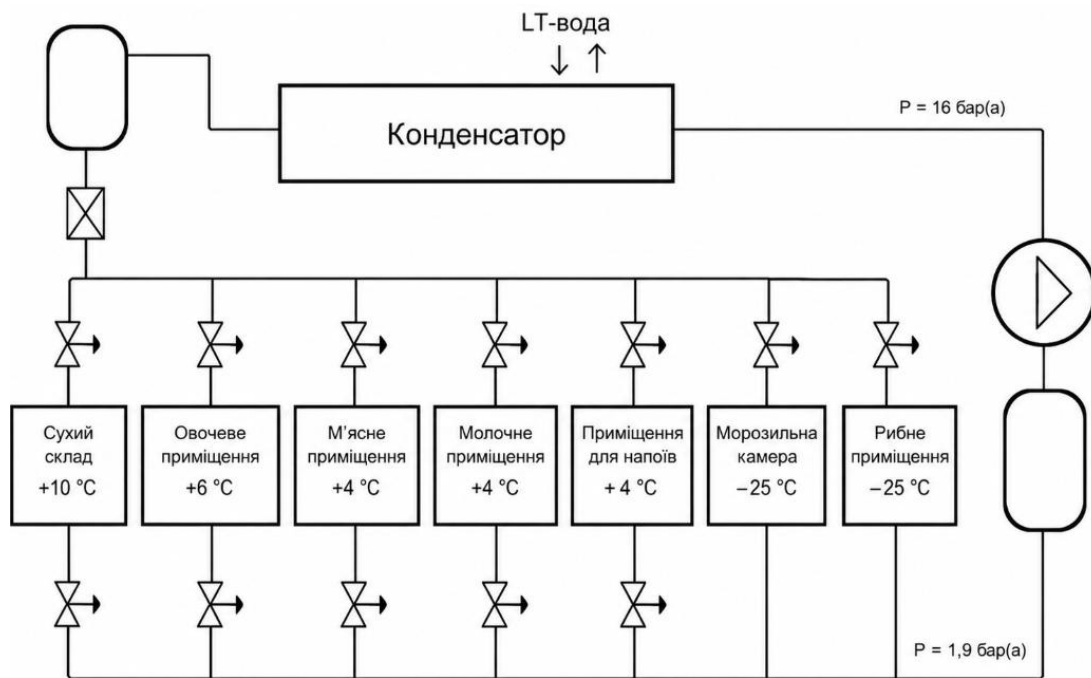 LT-вода
Конденсатор
P = 16 бар(a)
Сухий
склад
+10 °C
Овочеве
приміщення
+6 °C
М’ясне
приміщення
+4 °C
Молочне
приміщення
+4 °C
Приміщення
для напоїв
+ 4 °C
Морозильна
камера
–25 °C
Рибне
приміщення
–25 °C
P = 1,9 бар(a)